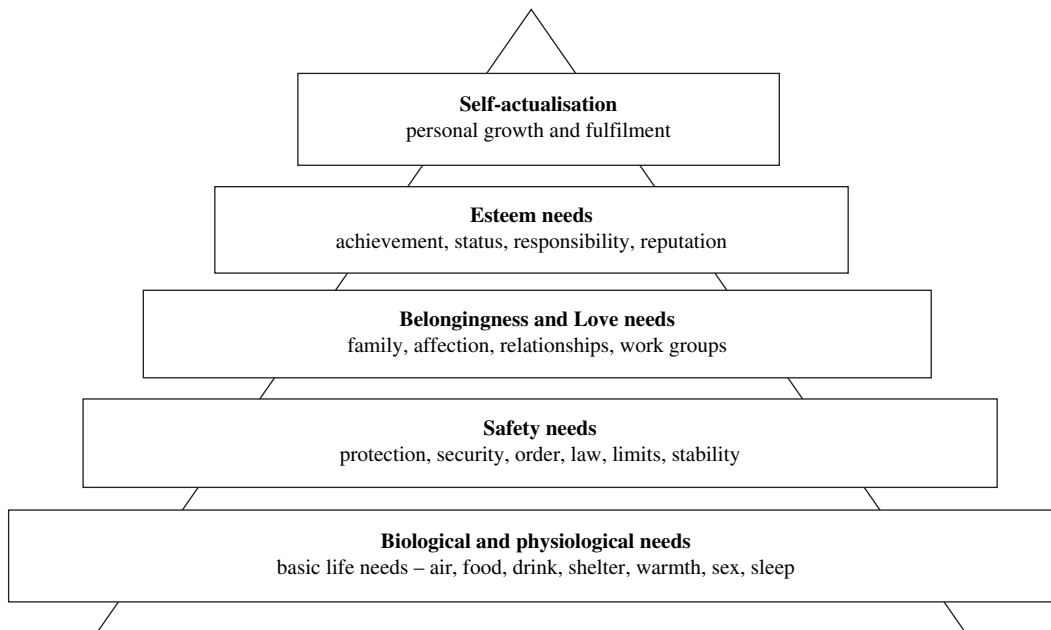 Self-actualisation
personal growth and fulfilment
Esteem needs
achievement, status, responsibility, reputation
Belongingness and Love needs
family, affection, relationships, work groups
Safety needs
protection, security, order, law, limits, stability
Biological and physiological needs
basic life needs – air, food, drink, shelter, warmth, sex, sleep